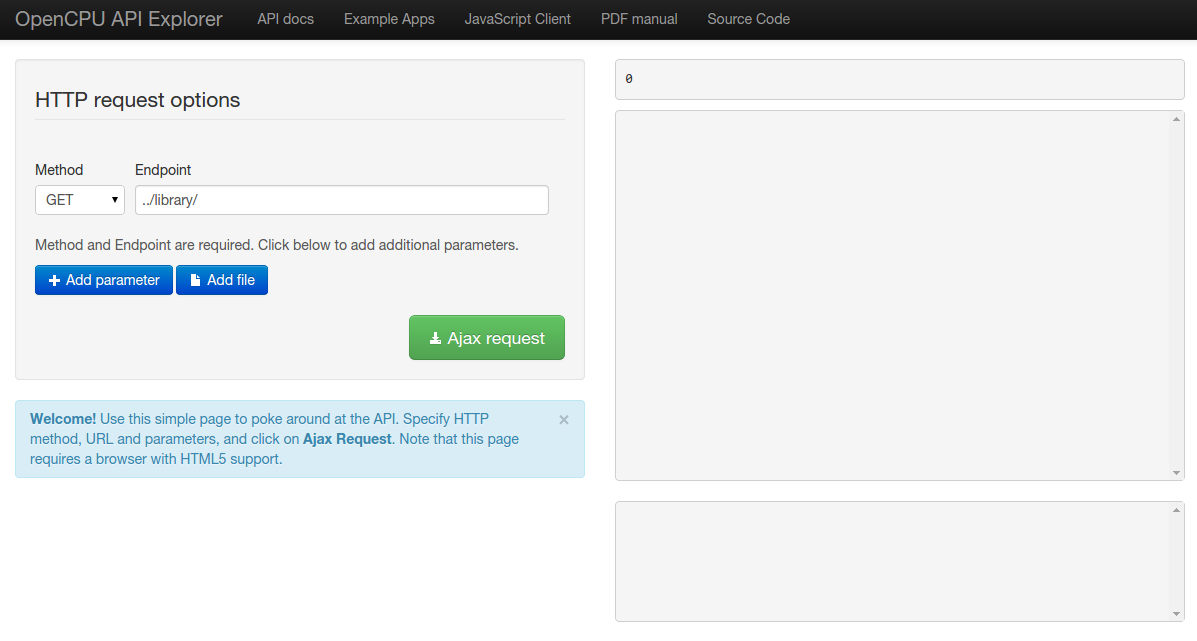 OpenCPU API Explorer API docs Example Apps JavaScript Client PDF manual Source Code
HTTP request options
Method Endpoint
GET ../library/
Method and Endpoint are required. Click below to add additional parameters.
Add parameter Add file
Ajax request
Welcome! Use this simple page to poke around at the API. Specify HTTP
method, URL and parameters, and click on Ajax Request. Note that this page
requires a browser with HTML5 support.
×
0